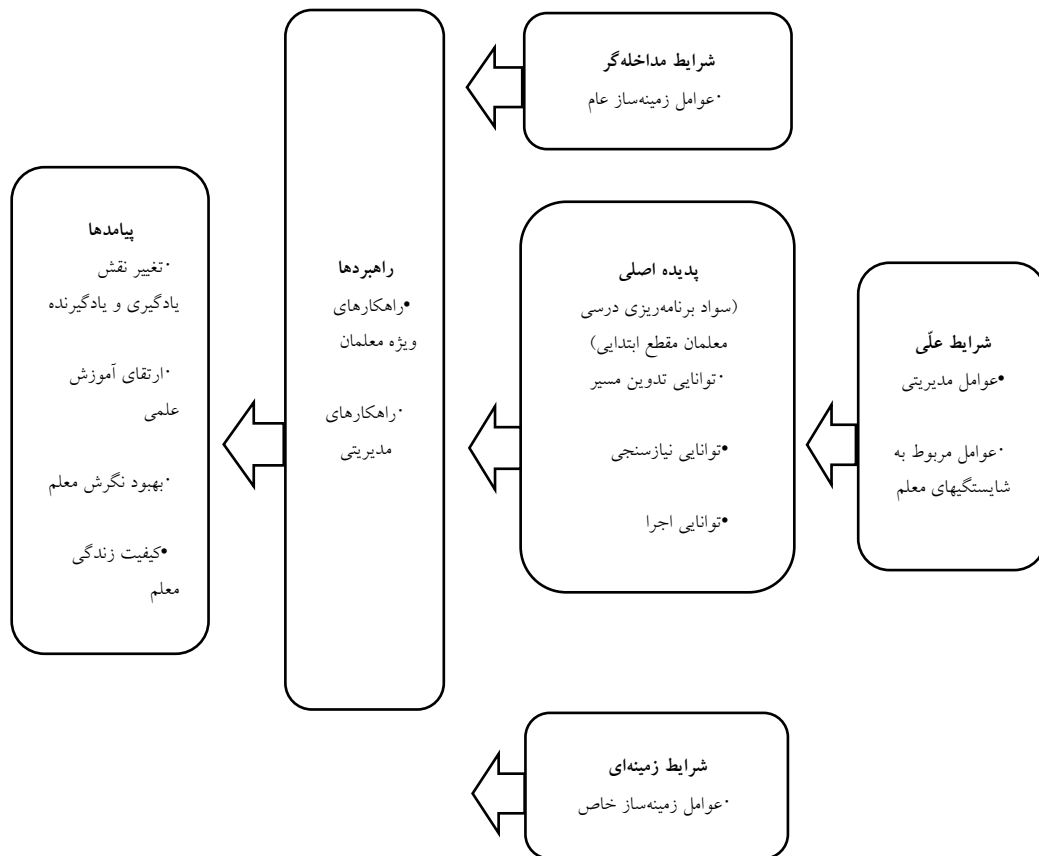 شرایط مداخله‌گر
·عوامل زمینه‌ساز عام
شرایط علّی
•عوامل مدیریتی
·عوامل مربوط به
شایستگیهای معلم
پدیده اصلی
(سواد برنامه‌ریزی درسی
معلمان مقطع ابتدایی)
·توانایی تدوین مسیر
•توانایی نیازسنجی
•توانایی اجرا
شرایط زمینه‌ای
·عوامل زمینه‌ساز خاص
راهبردها
•راهکارهای
ویژه معلمان
·راهکارهای
مدیریتی
پیامدها
·تغییر نقش
یادگیری و یادگیرنده
·ارتقای آموزش
علمی
·بهبود نگرش معلم
•کیفیت زندگی
معلم